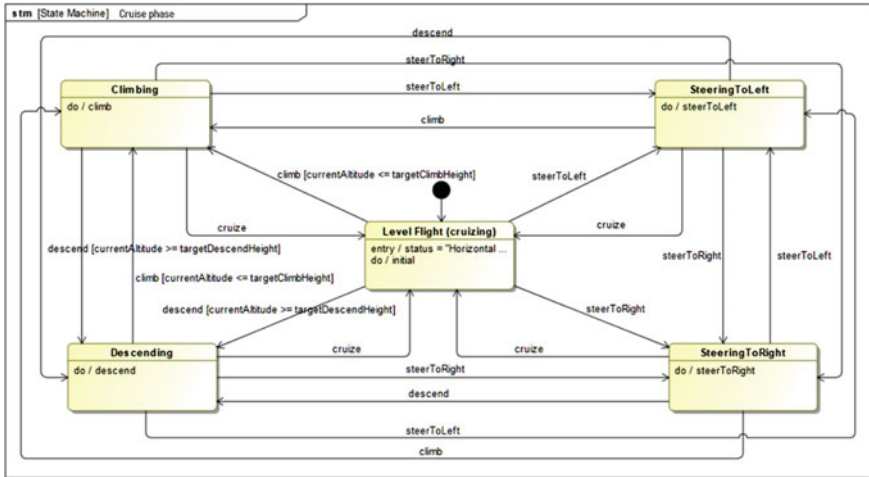 stm [State Machine] Cruise phase
descend
steerToRight
Climbing
do / climb
steerToLeft
SteeringToLeft
do / steerToLeft
climb
climb [currentAltitude <= targetClimbHeight]
steerToLeft
cruize
cruize
Level Flight (cruizing)
entry / status = "Horizontal ...
do / initial
descend [currentAltitude >= targetDescendHeight]
steerToRight
steerToLeft
climb [currentAltitude <= targetClimbHeight]
descend [currentAltitude >= targetDescendHeight]
steerToRight
Descending
do / descend
cruize
cruize
SteeringToRight
do / steerToRight
steerToRight
descend
steerToLeft
climb